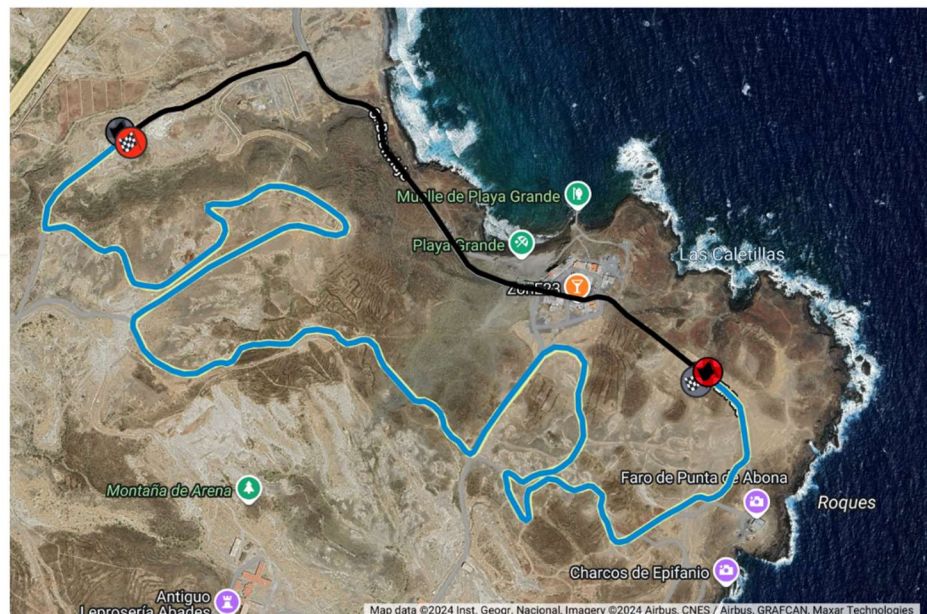 Muelle de Playa Grande
Playa Grande
Las Caletillas
Faro de Punta de Abona
Roques
Montaña de Arena
Charcos de Epifanio
Antiguo
Leprosería Abades
Map data ©2024 Inst. Geogr. Nacional, Imagery ©2024 Airbus, CNES / Airbus, GRAFCAN, Maxar Technologies